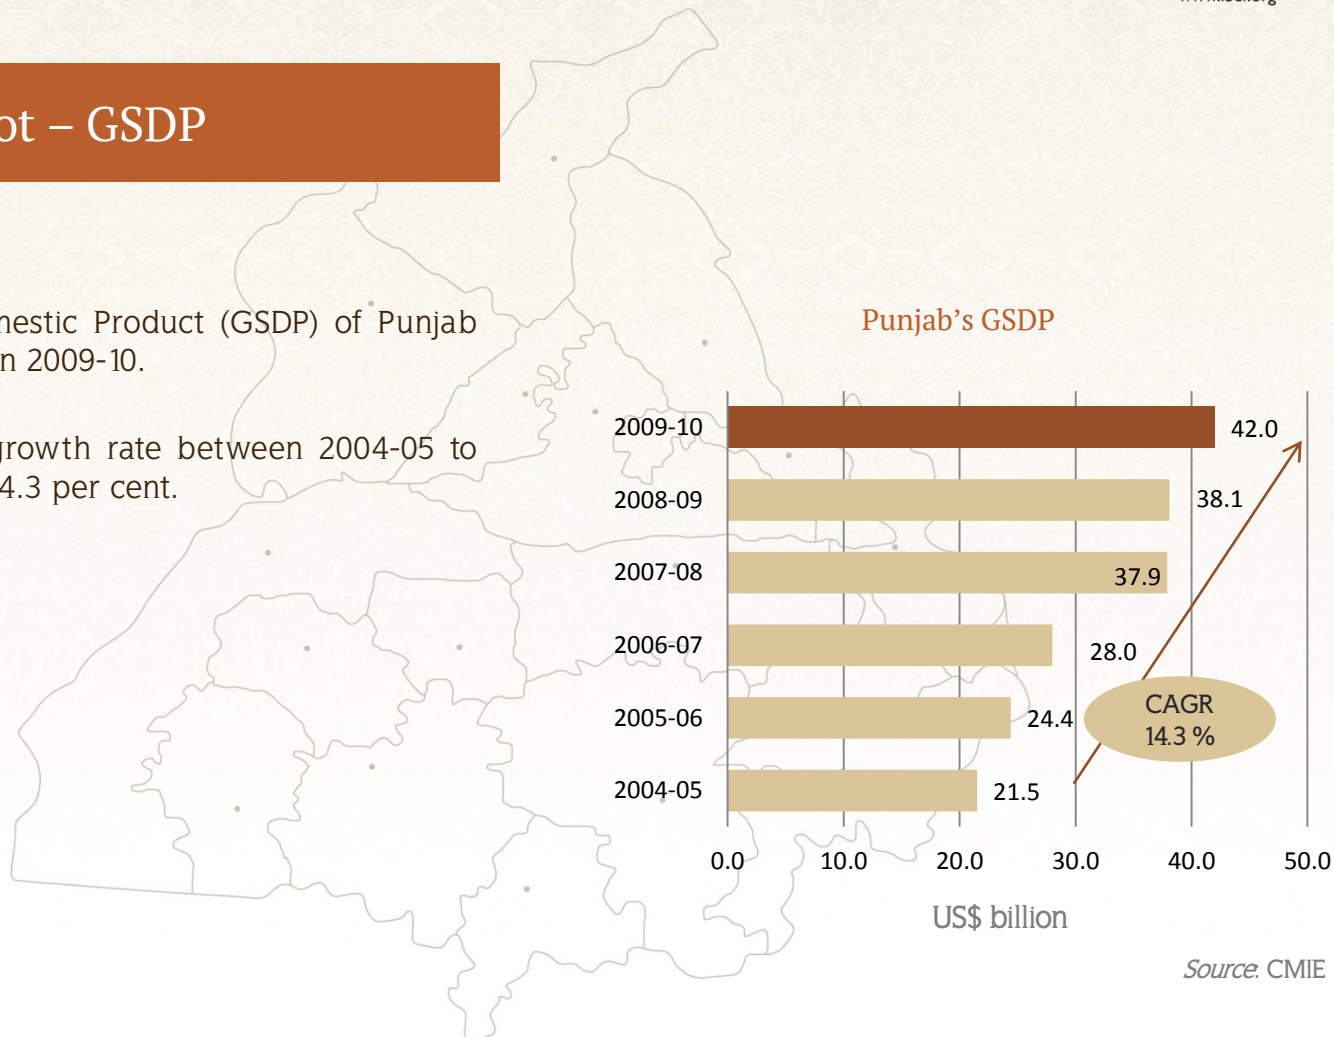 ot – GSDP
mestic Product (GSDP) of Punjab
n 2009-10.
growth rate between 2004-05 to
4.3 per cent.
Punjab's GSDP
2009-10 42.0
2008-09 38.1
2007-08 37.9
2006-07 28.0
2005-06 24.4
2004-05 21.5
CAGR
14.3 %
0.0 10.0 20.0 30.0 40.0 50.0
US$ billion
Source: CMIE